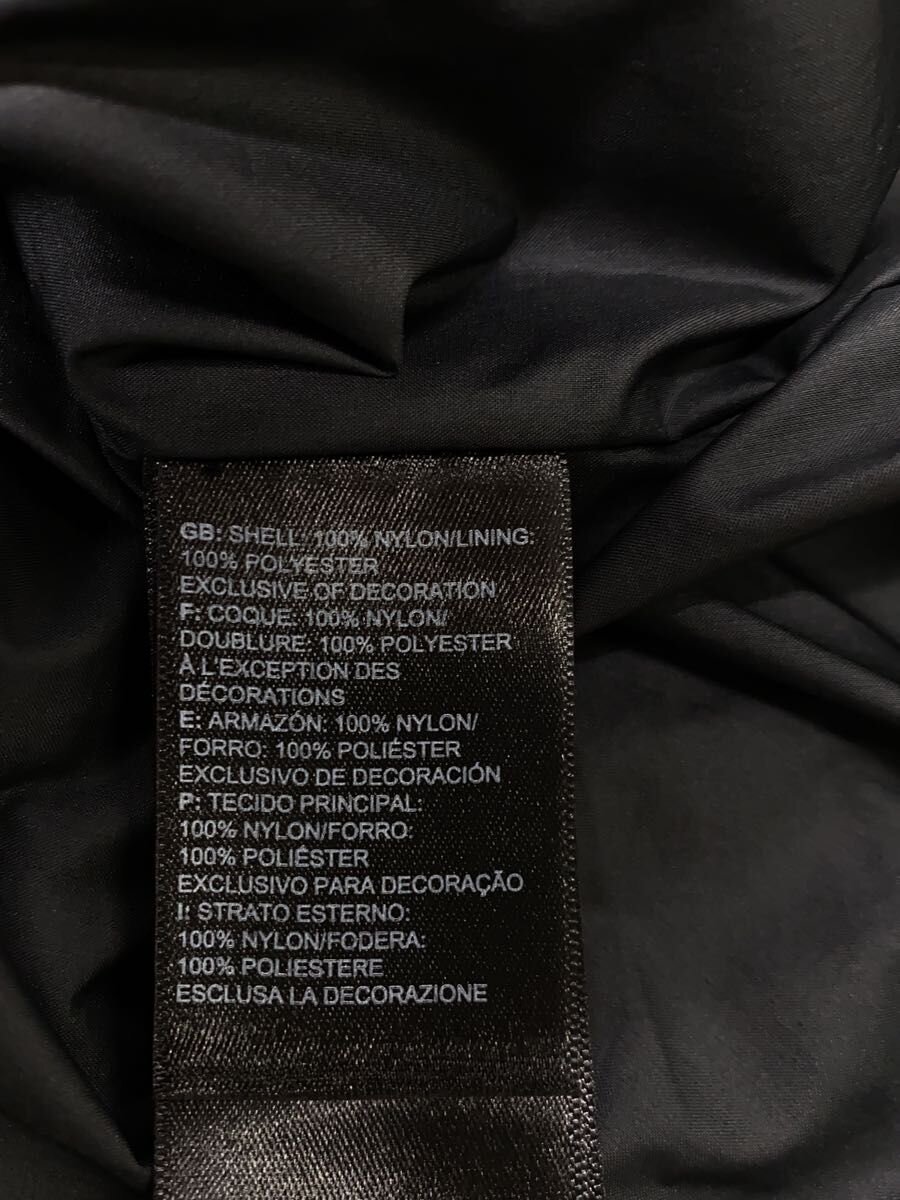 GB: SHELL: 100% NYLON/LINING:
100% POLYESTER
EXCLUSIVE OF DECORATION
F: COQUE: 100% NYLON/
DOUBLURE: 100% POLYESTER
À L'EXCEPTION DES
DÉCORATIONS
E: ARMAZÓN: 100% NYLON/
FORRO: 100% POLIÉSTER
EXCLUSIVO DE DECORACIÓN
P: TECIDO PRINCIPAL:
100% NYLON/FORRO:
100% POLIÉSTER
EXCLUSIVO PARA DECORAÇÃO
I: STRATO ESTERNO:
100% NYLON/FODERA:
100% POLIESTERE
ESCLUSA LA DECORAZIONE